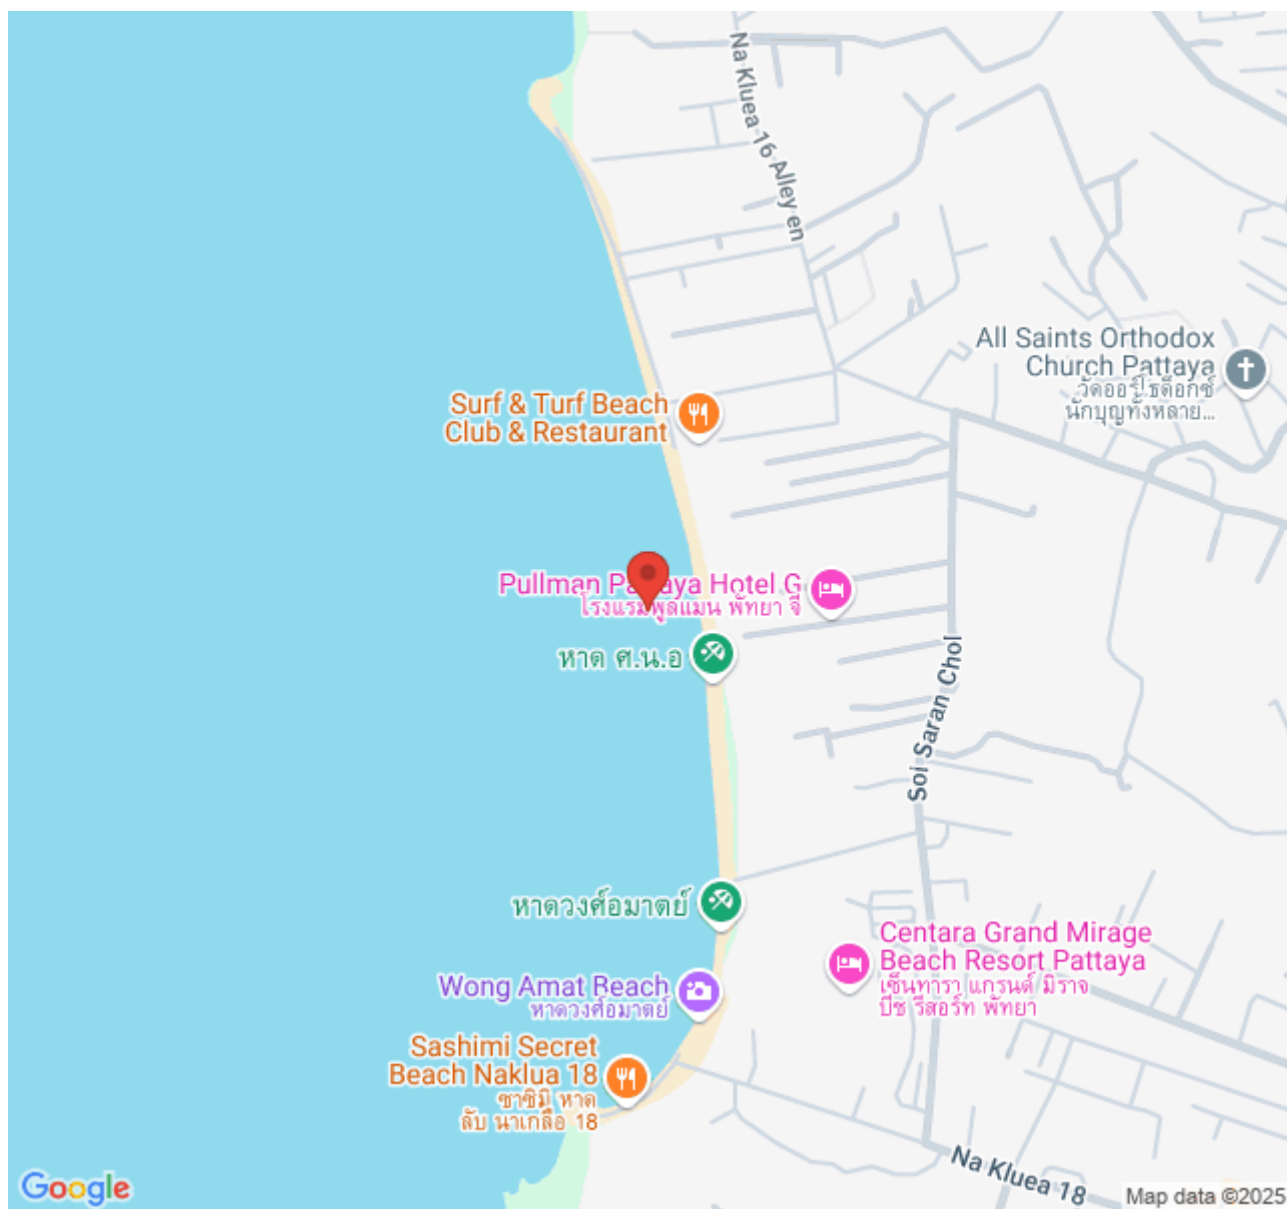 Na Kluea 16 Alley en
All Saints Orthodox
Church Pattaya
วัดออร์โธด็อกซ์
นักบุญทั้งหลาย...
Surf & Turf Beach
Club & Restaurant
Pullman Pattaya Hotel G
โรงแรมพูลแมน พัทยา จี
หาด ศ.น.อ
Soi Saran Chol
หาดวงศ์อมาตย์
Centara Grand Mirage
Beach Resort Pattaya
เซ็นทารา แกรนด์ มิราจ
บีช รีสอร์ท พัทยา
Wong Amat Beach
หาดวงศ์อมาตย์
Sashimi Secret
Beach Naklua 18
ซาชิมิ หาด
ลับ นาเกลือ 18
Na Kluea 18
Google
Map data ©2025